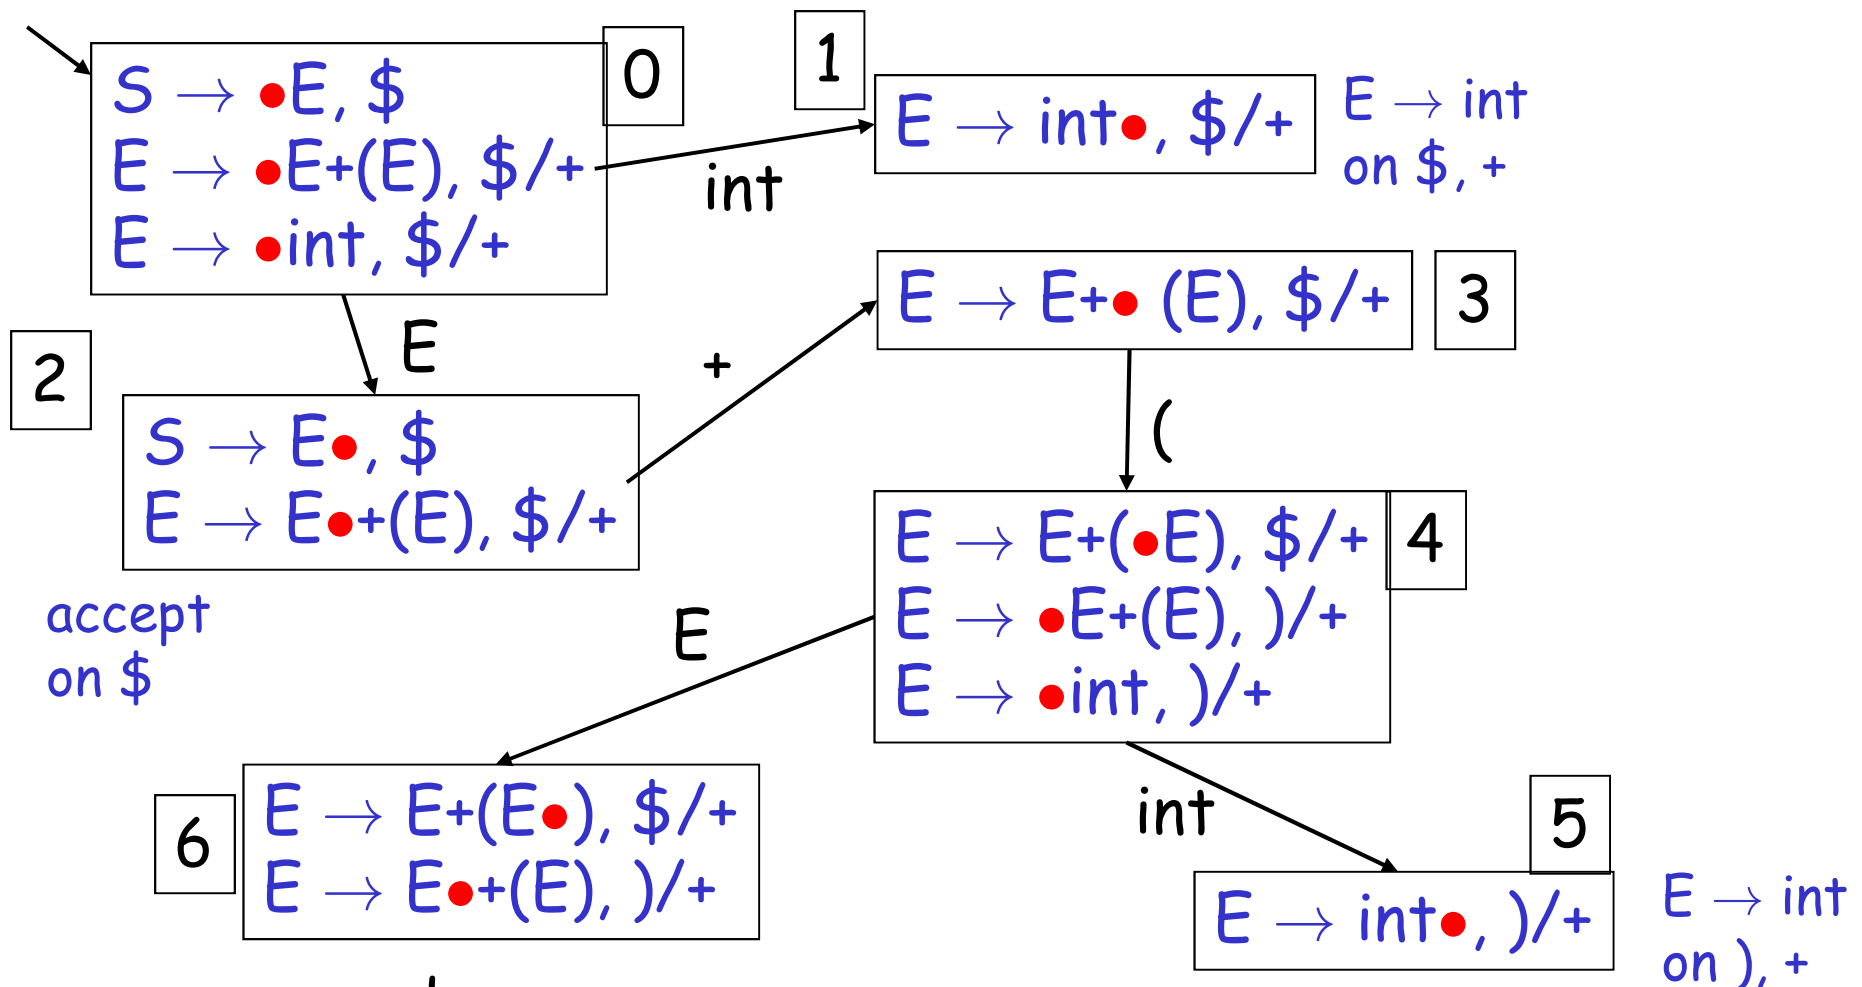 0
S → •E, $
E → •E+(E), $/+
E → •int, $/+
int
1
E → int•, $/+
E → int
on $, +
E
2
S → E•, $
E → E•+(E), $/+
accept
on $
+
E → E+• (E), $/+
3
(
4
E → E+(•E), $/+
E → •E+(E), )/+
E → •int, )/+
E
6
E → E+(E•), $/+
E → E•+(E), )/+
int
5
E → int•, )/+
E → int
on ), +